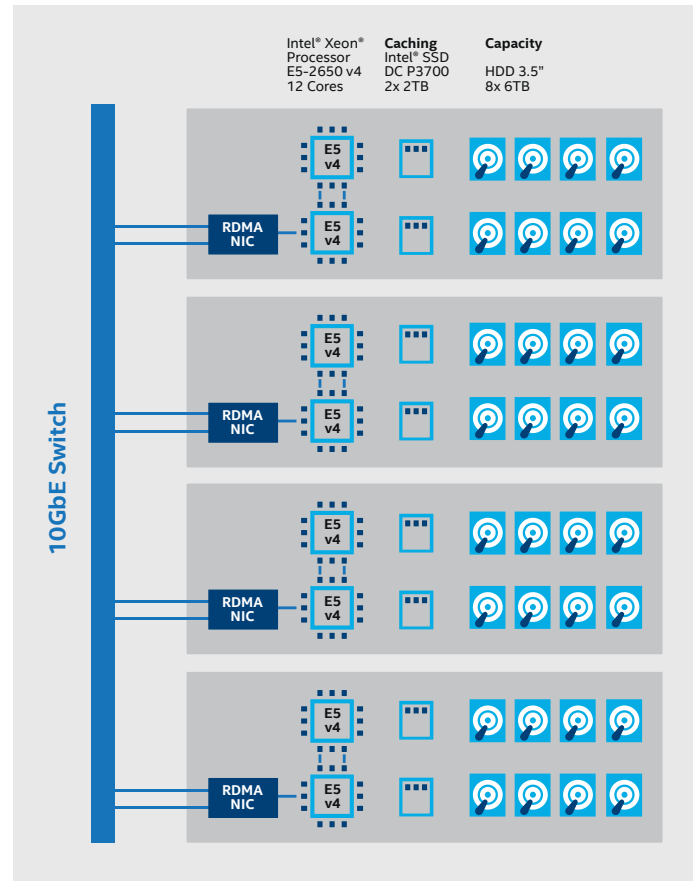 Intel® Xeon®
Processor
E5-2650 v4
12 Cores
Caching
Intel® SSD
DC P3700
2x 2TB
Capacity
HDD 3.5"
8x 6TB
10GbE Switch
E5
v4
RDMA
NIC
E5
v4
E5
v4
RDMA
NIC
E5
v4
E5
v4
RDMA
NIC
E5
v4
E5
v4
RDMA
NIC
E5
v4